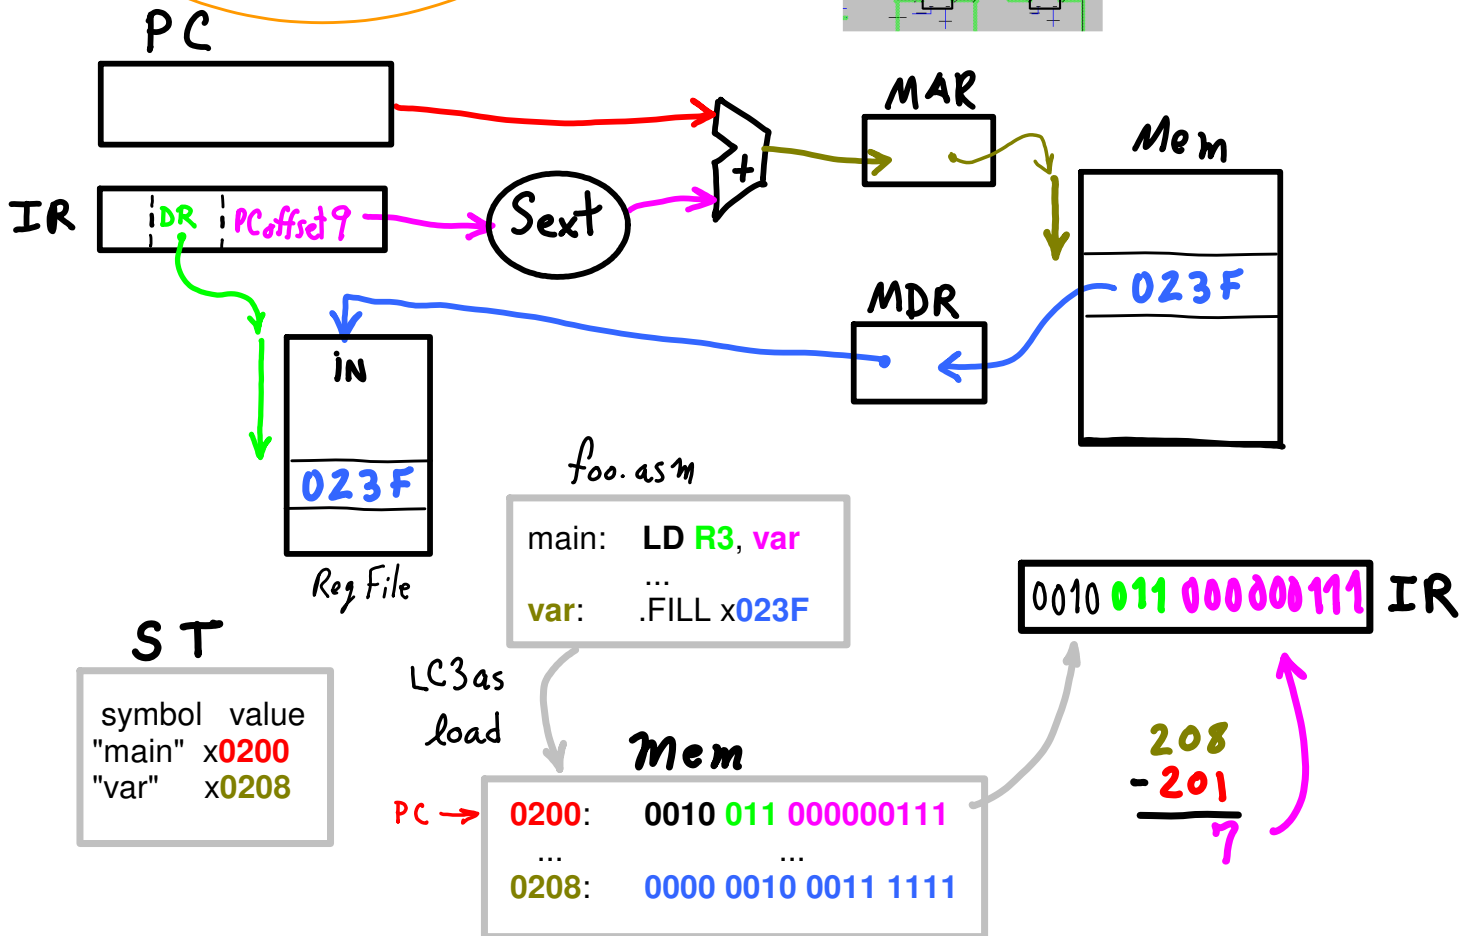 PC
MAR
Mem
IR DR PCoffset9
Sext
+
023F
MDR
iN
023F
Reg File
foo.asm
main: LD R3, var
...
var: .FILL x023F
0010 011 000000111 IR
ST
symbol value
"main" x0200
"var" x0208
LC3as
load
Mem
PC → 0200: 0010 011 000000111
... ...
0208: 0000 0010 0011 1111
208
-201
7